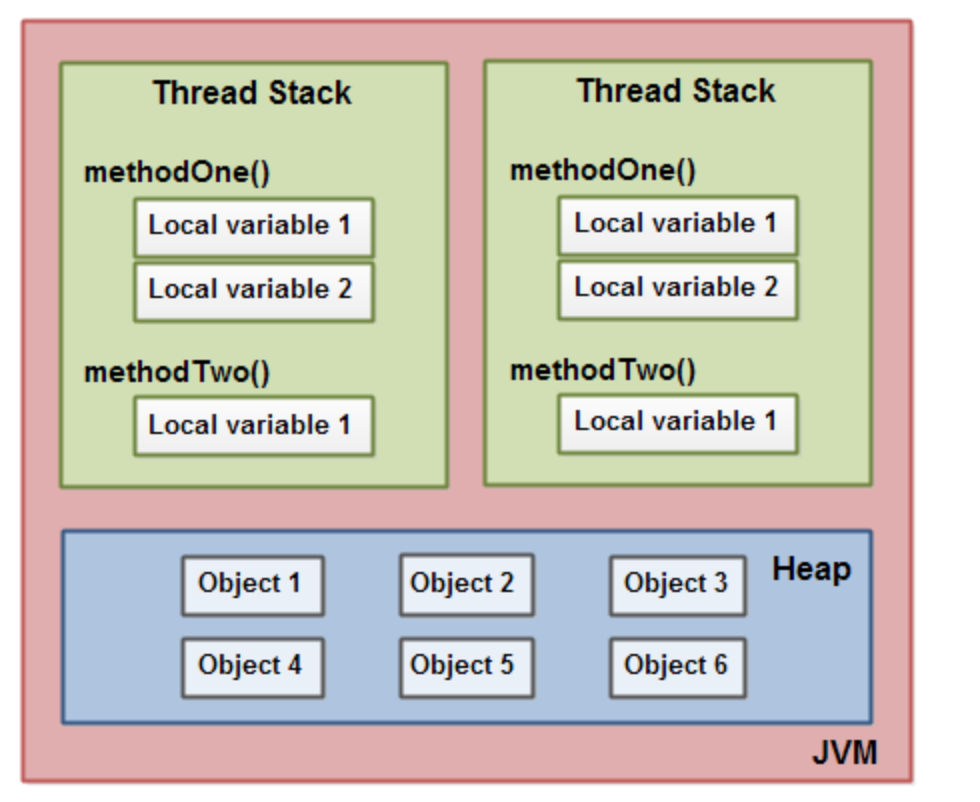 Thread Stack
methodOne()
Local variable 1
Local variable 2
methodTwo()
Local variable 1
Thread Stack
methodOne()
Local variable 1
Local variable 2
methodTwo()
Local variable 1
Heap
Object 1
Object 2
Object 3
Object 4
Object 5
Object 6
JVM